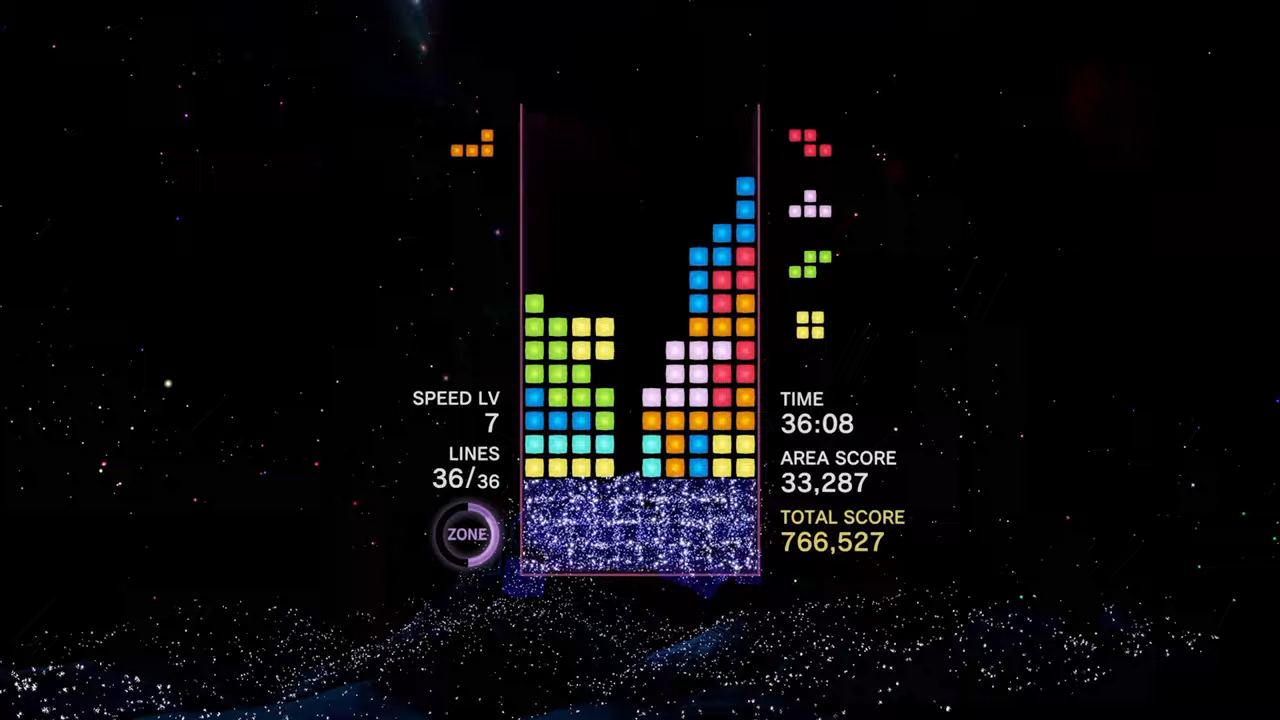 SPEED LV
7
LINES
36/36
ZONE
TIME
36:08
AREA SCORE
33,287
TOTAL SCORE
766,527